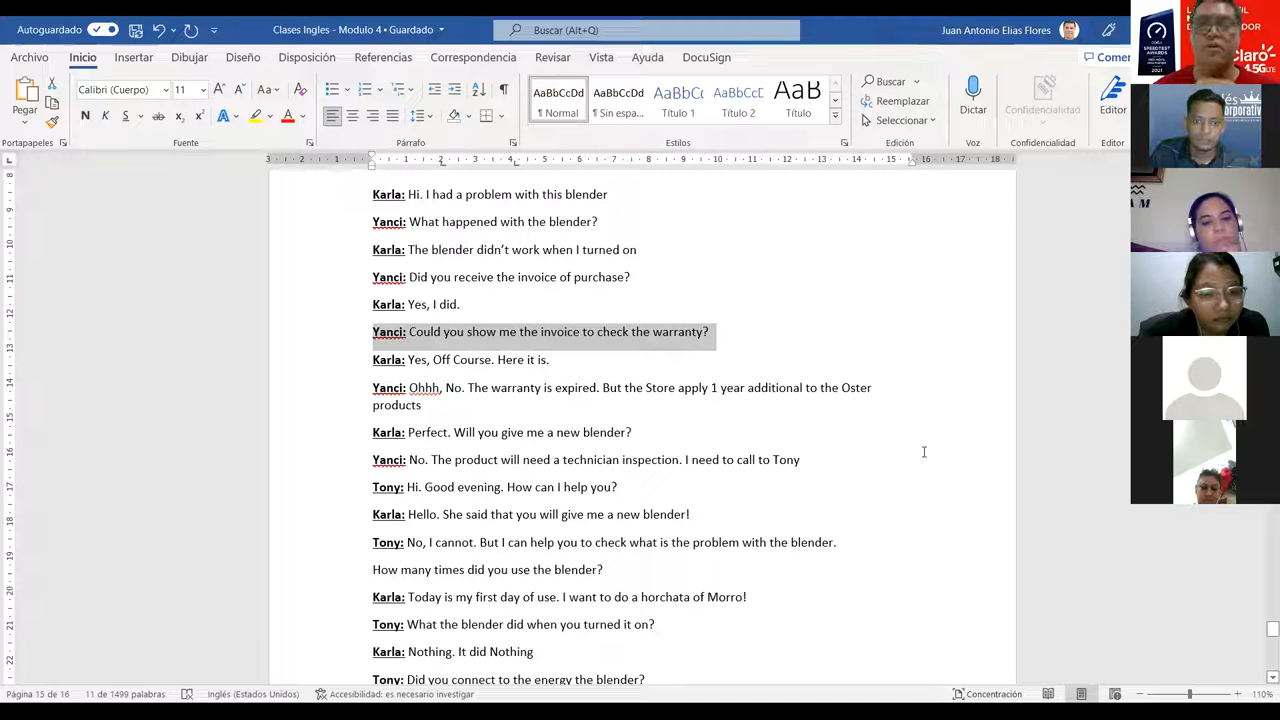 Autoguardado
Clases Ingles - Modulo 4 • Guardado
Buscar (Alt+Q)
Juan Antonio Elias Flores
Archivo Inicio Insertar Dibujar Diseño Disposición Referencias Correspondencia Revisar Vista Ayuda DocuSign
Pegar
Calibri (Cuerpo) 11
AaBbCcDd AaBbCcDd AaBbC AaBbCcD AaB
¶ Normal ¶ Sin espa... Título 1 Título 2 Título
Buscar
Reemplazar
Seleccionar
Dictar
Confidencialidad
Editor
Portapapeles Fuente Párrafo Estilos Edición Voz Confidencialidad Editor
Karla: Hi. I had a problem with this blender
Yanci: What happened with the blender?
Karla: The blender didn't work when I turned on
Yanci: Did you receive the invoice of purchase?
Karla: Yes, I did.
Yanci: Could you show me the invoice to check the warranty?
Karla: Yes, Off Course. Here it is.
Yanci: Ohhh, No. The warranty is expired. But the Store apply 1 year additional to the Oster
products
Karla: Perfect. Will you give me a new blender?
Yanci: No. The product will need a technician inspection. I need to call to Tony
Tony: Hi. Good evening. How can I help you?
Karla: Hello. She said that you will give me a new blender!
Tony: No, I cannot. But I can help you to check what is the problem with the blender.
How many times did you use the blender?
Karla: Today is my first day of use. I want to do a horchata of Morro!
Tony: What the blender did when you turned it on?
Karla: Nothing. It did Nothing
Tony: Did you connect to the energy the blender?
Página 15 de 16 11 de 1499 palabras Inglés (Estados Unidos) Accesibilidad: es necesario investigar Concentración 110%